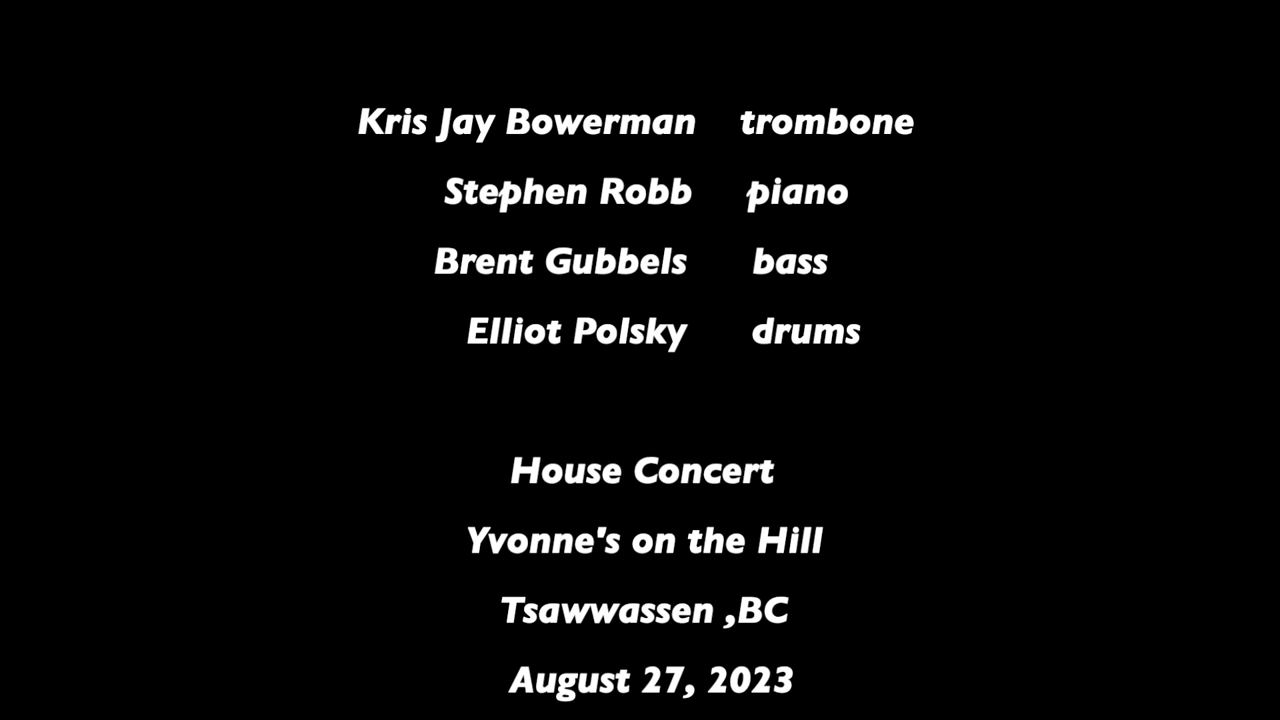 Kris Jay Bowerman trombone
Stephen Robb piano
Brent Gubbels bass
Elliot Polsky drums
House Concert
Yvonne's on the Hill
Tsawwassen ,BC
August 27, 2023